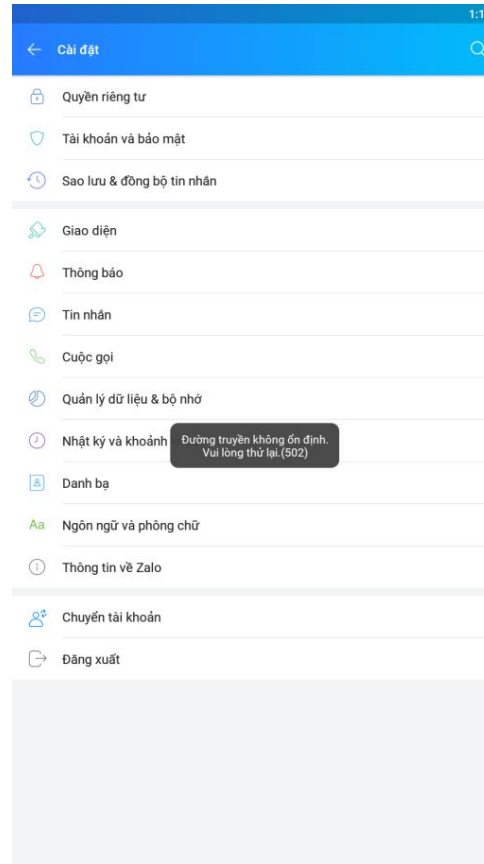 Cài đặt
Quyền riêng tư
Tài khoản và bảo mật
Sao lưu & đồng bộ tin nhắn
Giao diện
Thông báo
Tin nhắn
Cuộc gọi
Quản lý dữ liệu & bộ nhớ
Nhật ký và khoảnh
Đường truyền không ổn định.
Vui lòng thử lại.(502)
Danh bạ
Aa Ngôn ngữ và phông chữ
Thông tin về Zalo
Chuyển tài khoản
Đăng xuất